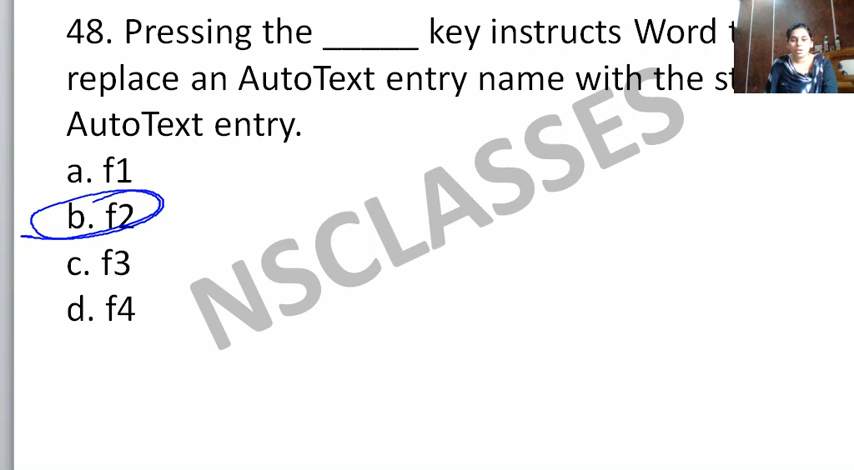 48. Pressing the _____ key instructs Word
replace an AutoText entry name with the
AutoText entry.
a. f1
b. f2
c. f3
d. f4
NSCLASSES